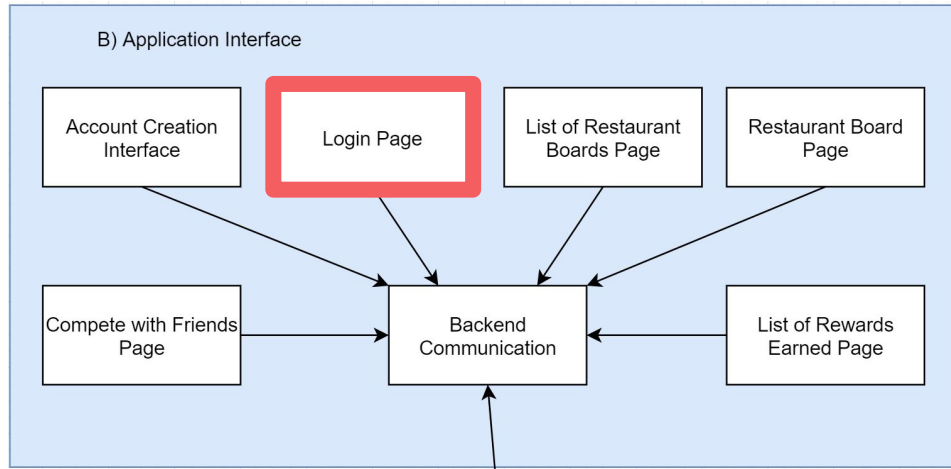 B) Application Interface
Account Creation
Interface
Login Page
List of Restaurant
Boards Page
Restaurant Board
Page
Compete with Friends
Page
Backend
Communication
List of Rewards
Earned Page